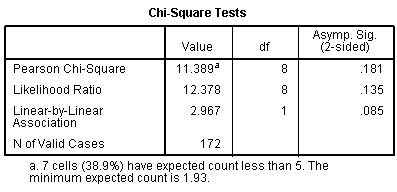 Chi-Square Tests
Value df Asymp. Sig. (2-sided)
Pearson Chi-Square 11.389a 8 .181
Likelihood Ratio 12.378 8 .135
Linear-by-Linear Association 2.967 1 .085
N of Valid Cases 172
a. 7 cells (38.9%) have expected count less than 5. The
minimum expected count is 1.93.